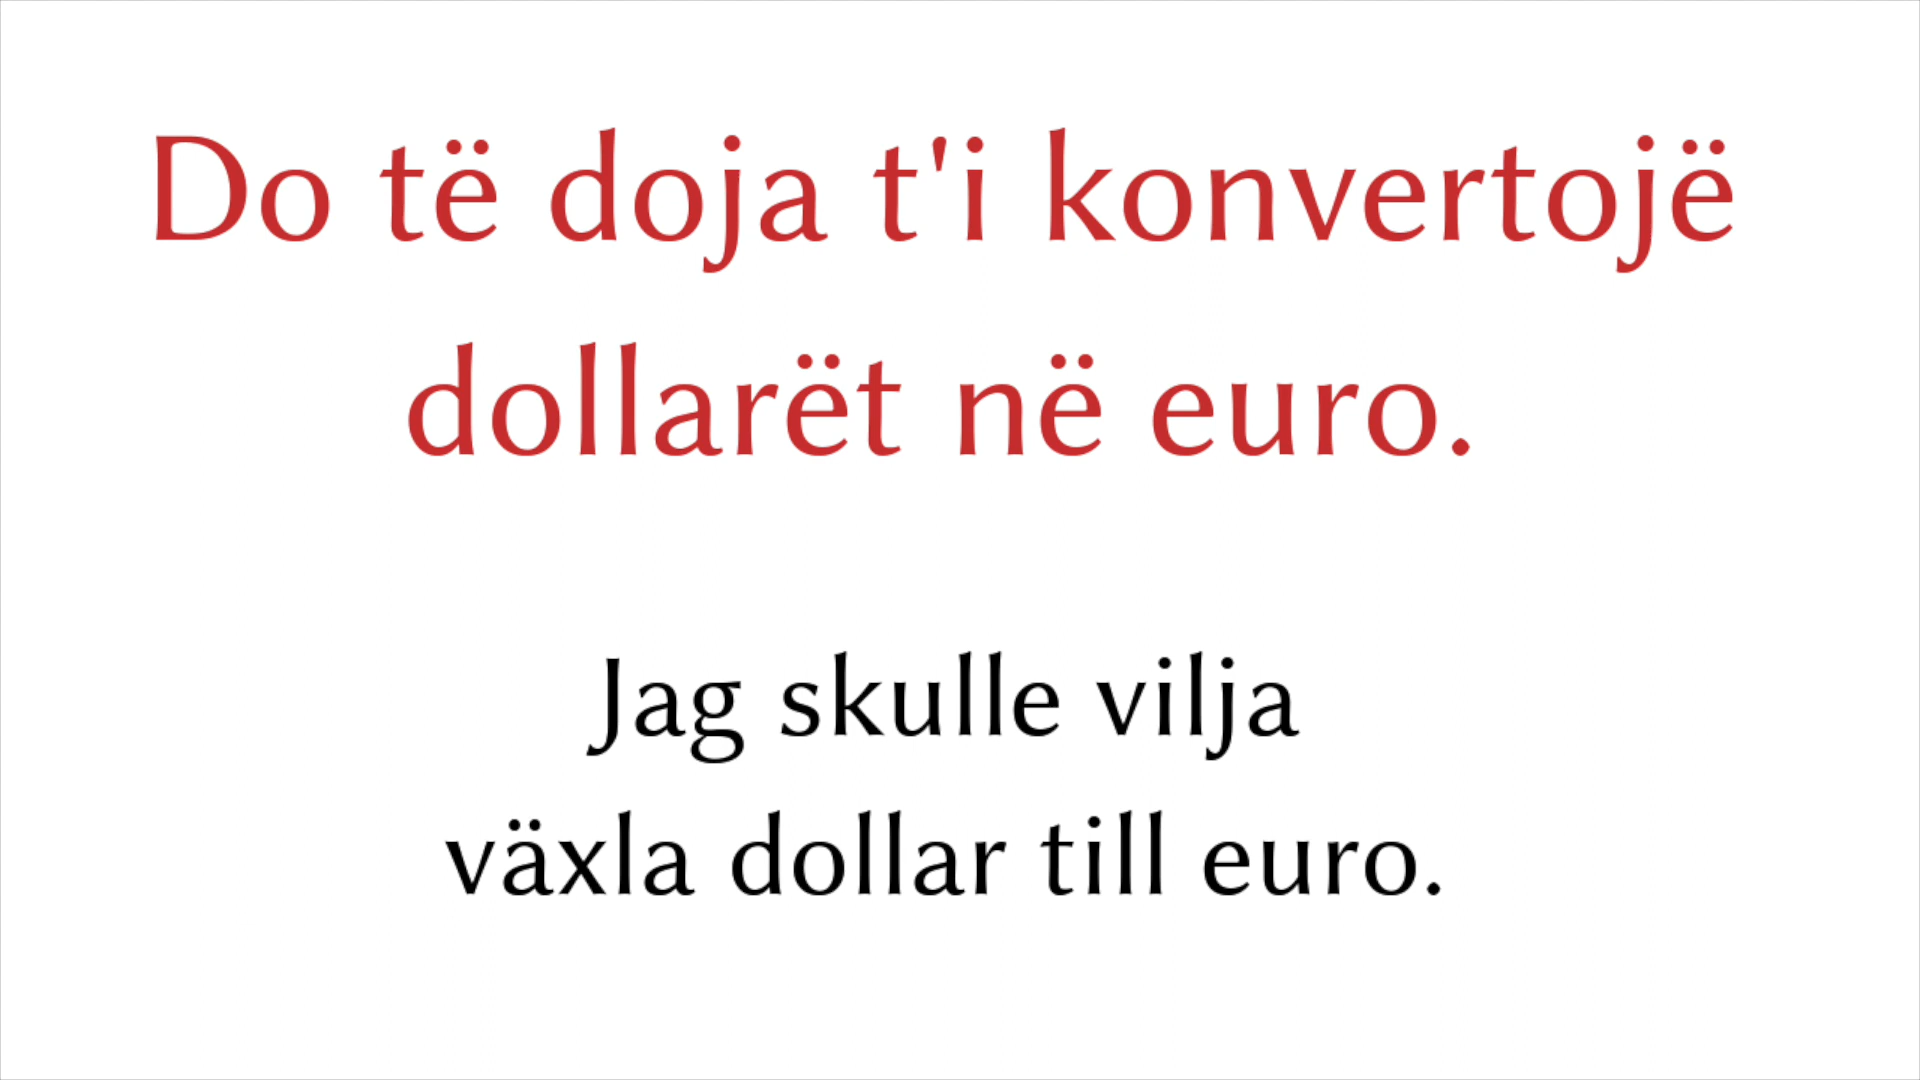 Do të doja t'i konvertojë
dollarët në euro.
Jag skulle vilja
växla dollar till euro.